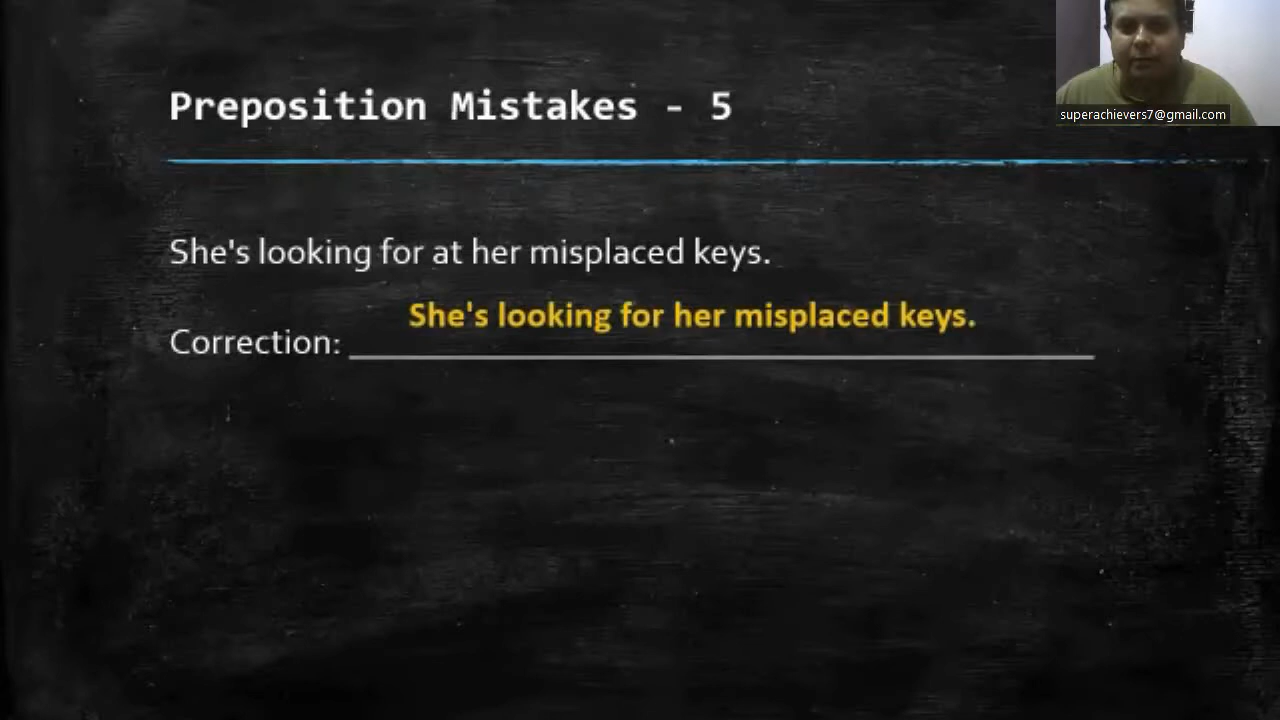 Preposition Mistakes - 5
superachievers7@gmail.com
She's looking for at her misplaced keys.
She's looking for her misplaced keys.
Correction: